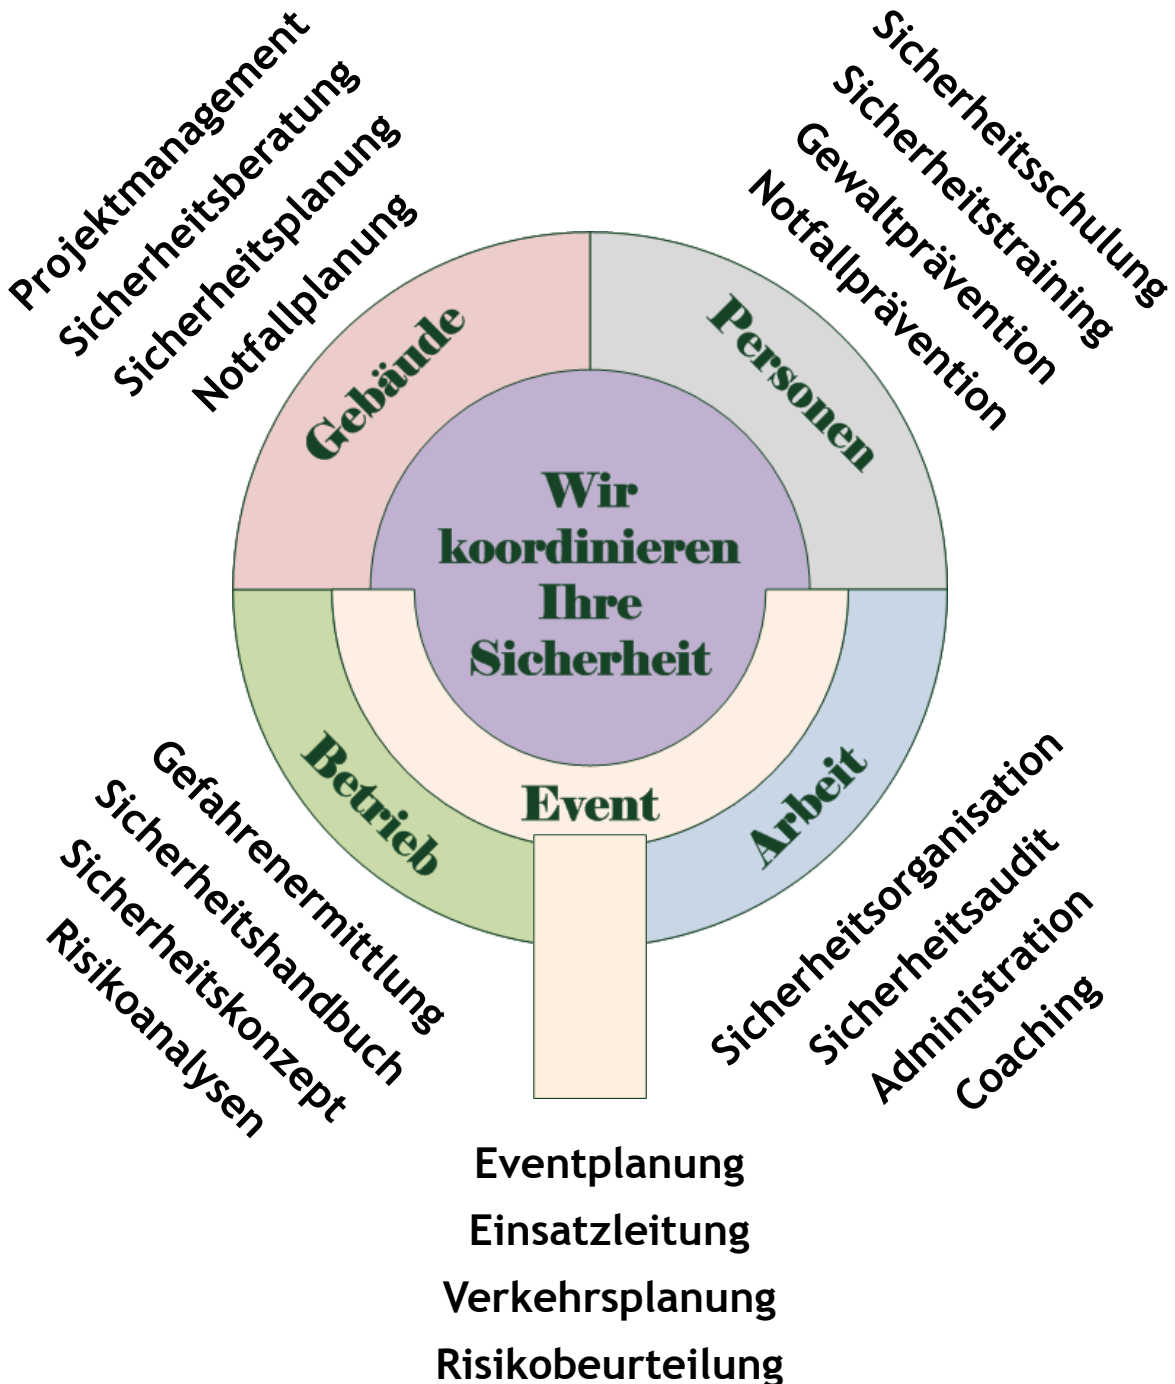 Projektmanagement
Sicherheitsberatung
Sicherheitsplanung
Notfallplanung
Sicherheitsschulung
Sicherheitstraining
Gewaltprävention
Notfallprävention
Gebäude
Personen
Wir
koordinieren
Ihre
Sicherheit
Betrieb
Event
Arbeit
Gefahrenermittlung
Sicherheitshandbuch
Sicherheitskonzept
Risikoanalysen
Sicherheitsorganisation
Sicherheitsaudit
Administration
Coaching
Eventplanung
Einsatzleitung
Verkehrsplanung
Risikobeurteilung